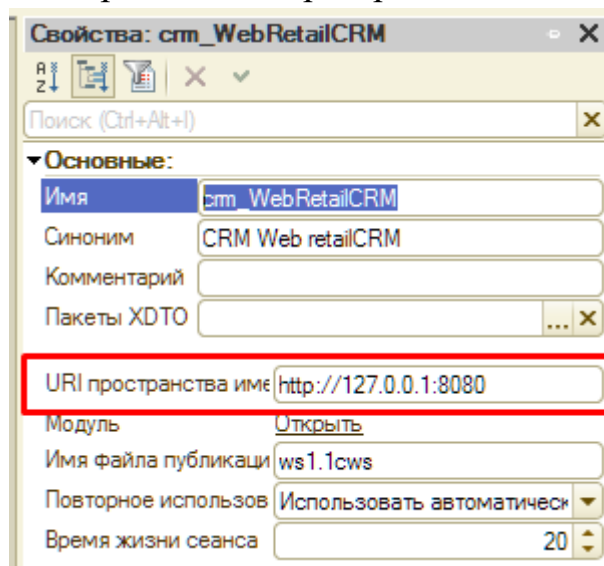 Свойства: crm_WebRetailCRM
Поиск (Ctrl+Alt+I)
Основные:
Имя crm_WebRetailCRM
Синоним CRM Web retailCRM
Комментарий
Пакеты XDTO ...
URI пространства име http://127.0.0.1:8080
Модуль Открыть
Имя файла публикаци ws1.1cws
Повторное использов Использовать автоматическ
Время жизни сеанса 20